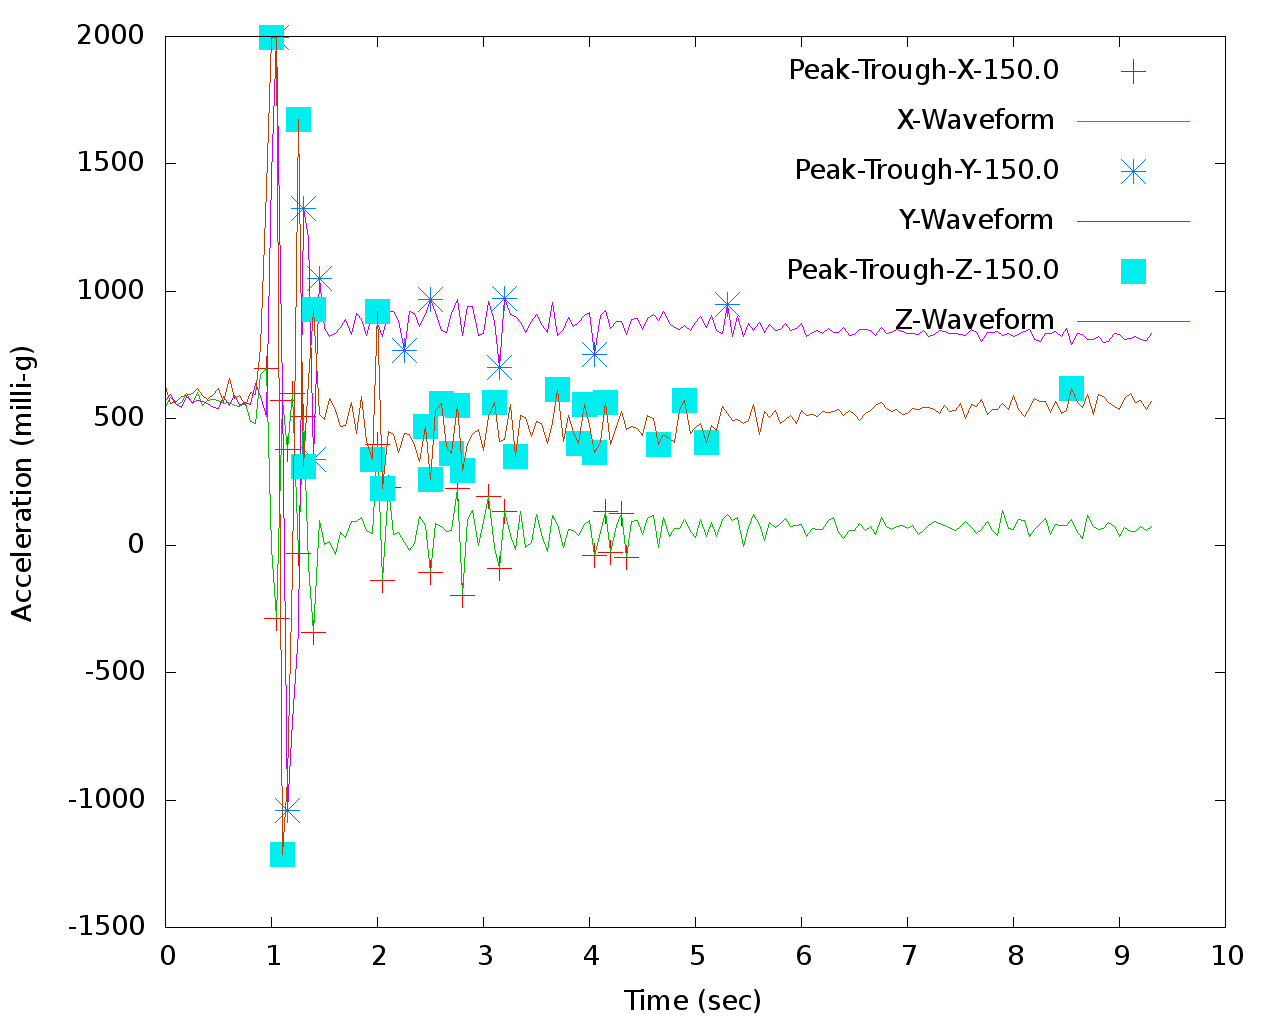 2000
1500
1000
500
0
-500
-1000
-1500
Acceleration (milli-g)
Peak-Trough-X-150.0
X-Waveform
Peak-Trough-Y-150.0
Y-Waveform
Peak-Trough-Z-150.0
Z-Waveform
0 1 2 3 4 5 6 7 8 9 10
Time (sec)